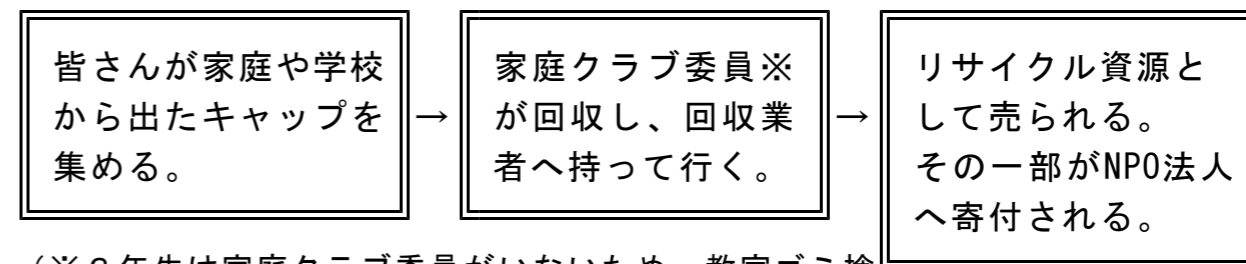 皆さんが家庭や学校
から出たキャップを
集める。
→
家庭クラブ委員※
が回収し、回収業
者へ持って行く。
→
リサイクル資源と
して売られる。
その一部がNPO法人
へ寄付される。